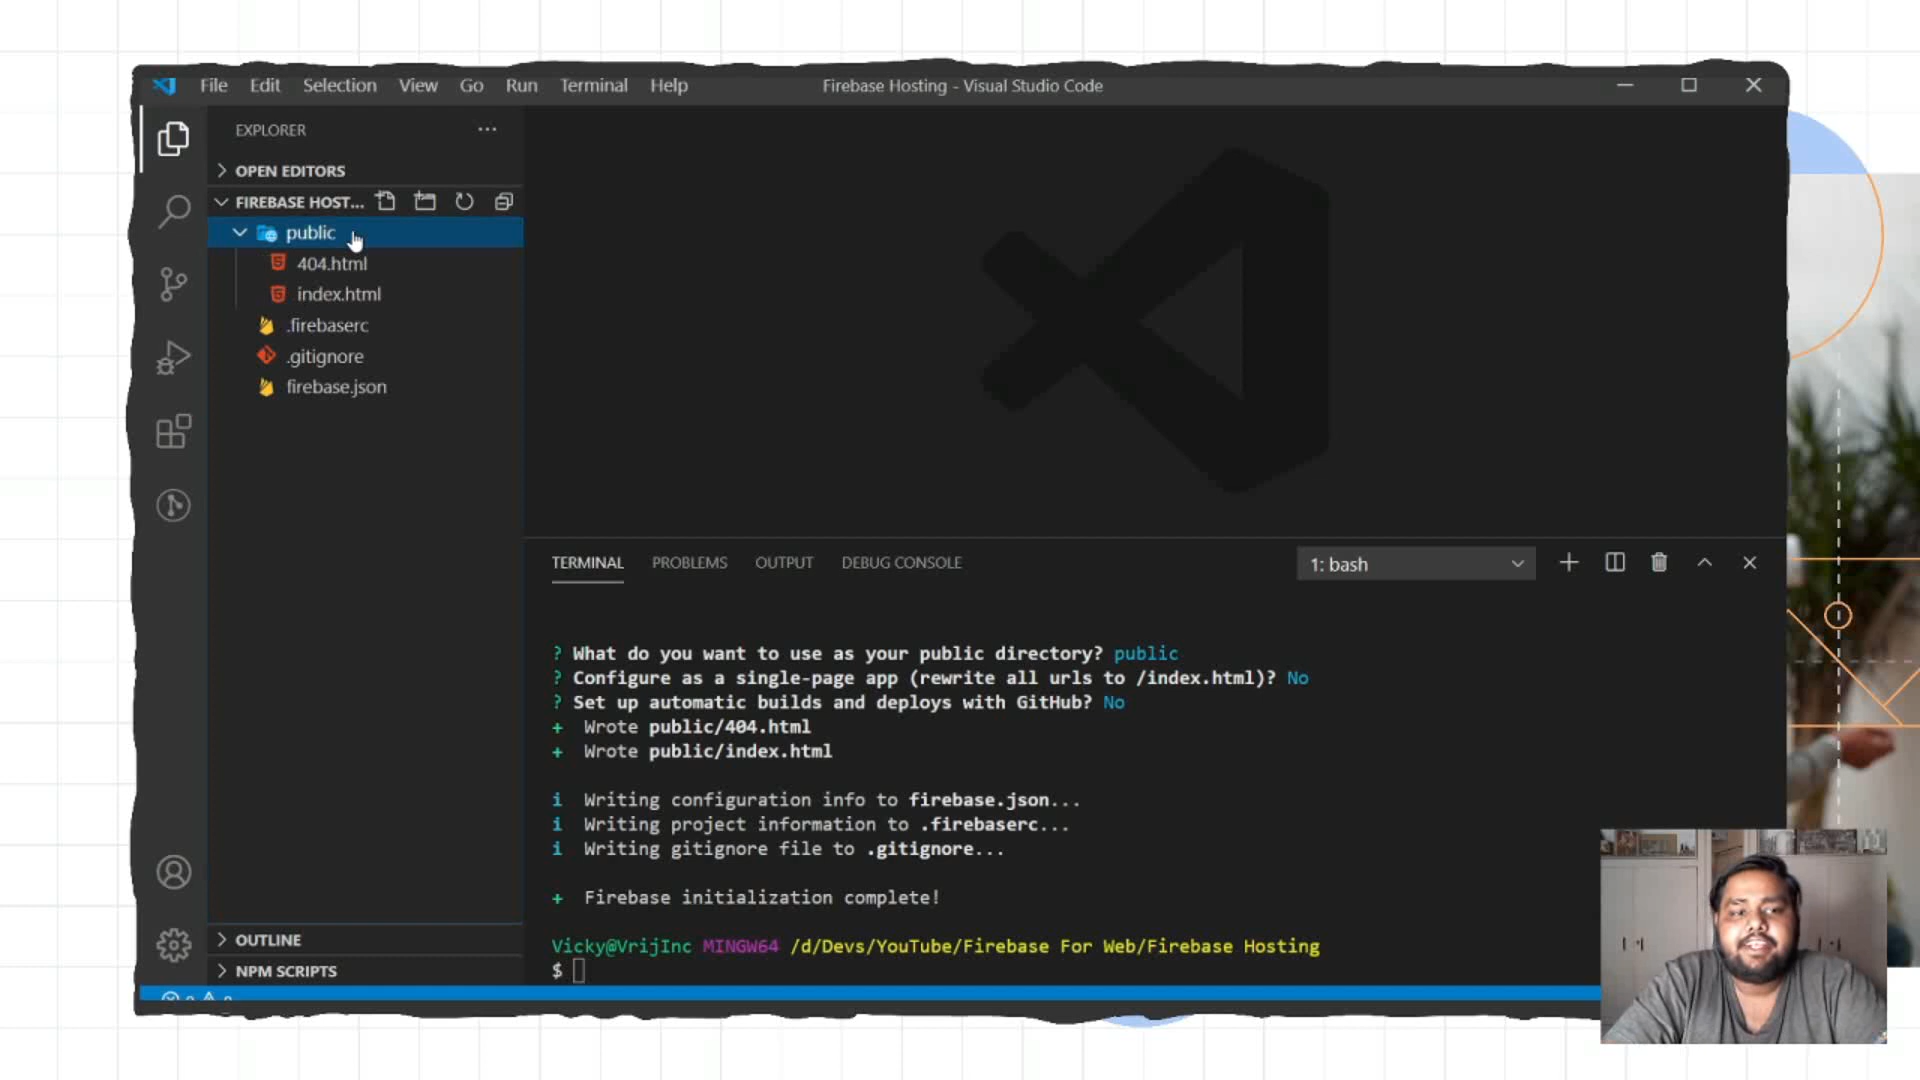 File Edit Selection View Go Run Terminal Help
Firebase Hosting - Visual Studio Code
EXPLORER
OPEN EDITORS
FIREBASE HOST...
public
404.html
index.html
.firebaserc
.gitignore
firebase.json
OUTLINE
NPM SCRIPTS
TERMINAL PROBLEMS OUTPUT DEBUG CONSOLE
1: bash
? What do you want to use as your public directory? public
? Configure as a single-page app (rewrite all urls to /index.html)? No
? Set up automatic builds and deploys with GitHub? No
+ Wrote public/404.html
+ Wrote public/index.html
i Writing configuration info to firebase.json...
i Writing project information to .firebaserc...
i Writing gitignore file to .gitignore...
+ Firebase initialization complete!
Vicky@VrijInc MINGW64 /d/Devs/YouTube/Firebase For Web/Firebase Hosting
$